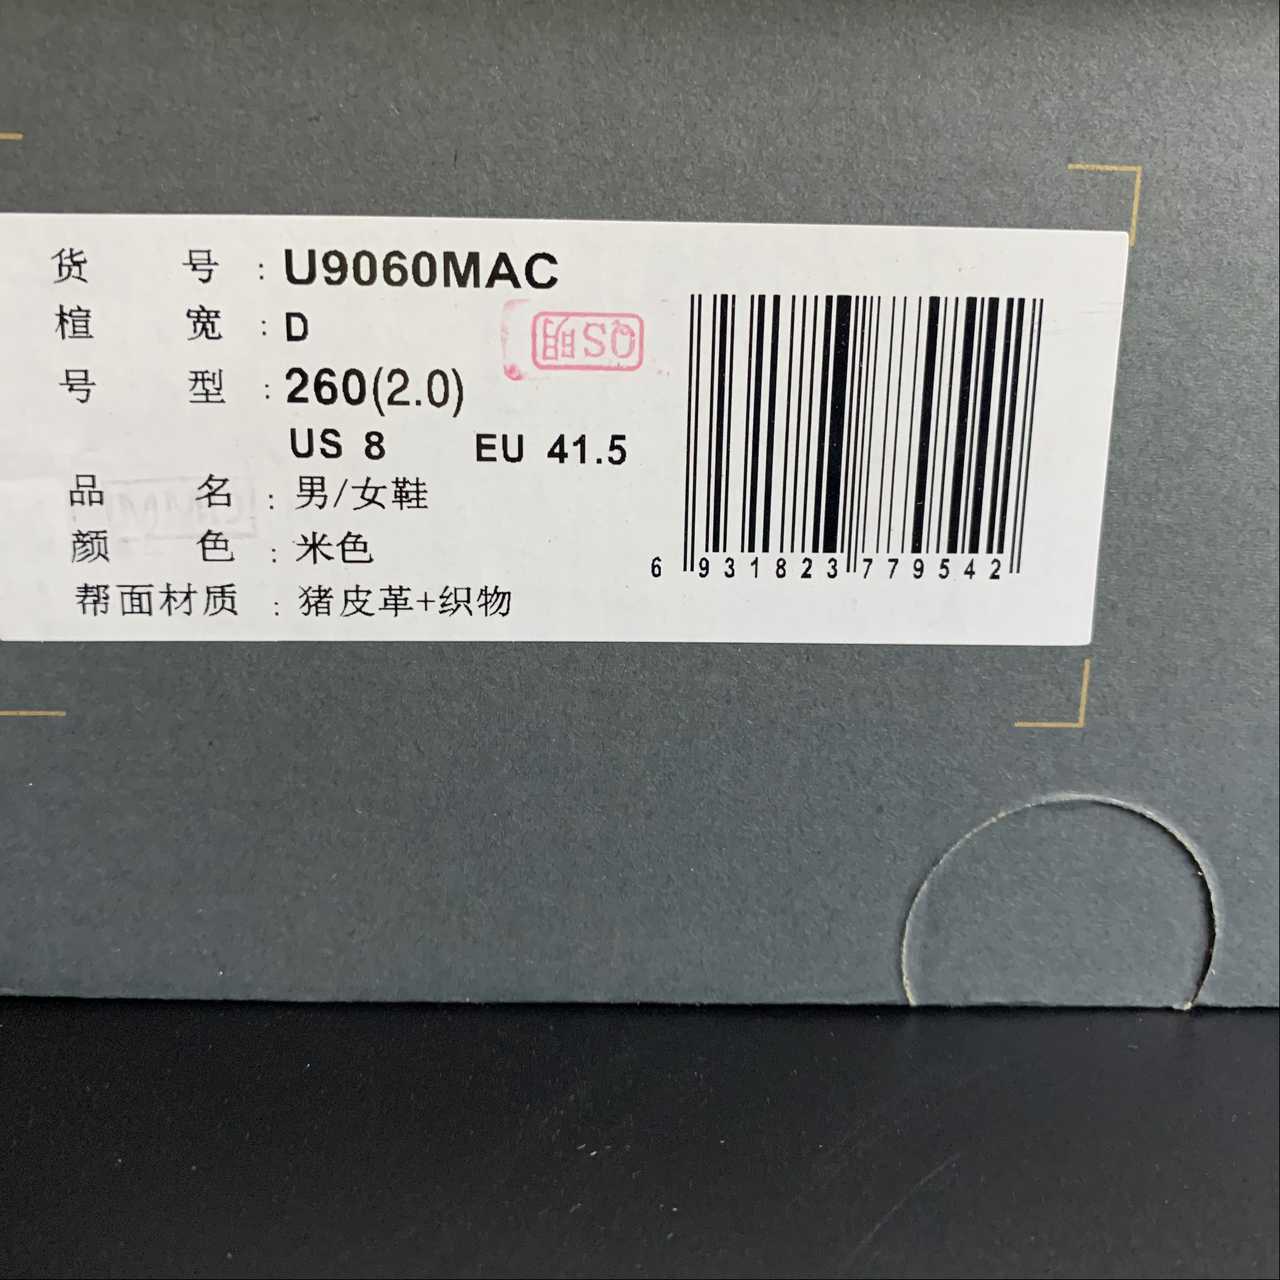 货号：U9060MAC
楦宽：D
号型：260(2.0)
US 8 EU 41.5
品名：男/女鞋
颜色：米色
帮面材质：猪皮革+织物
6 931823 779542